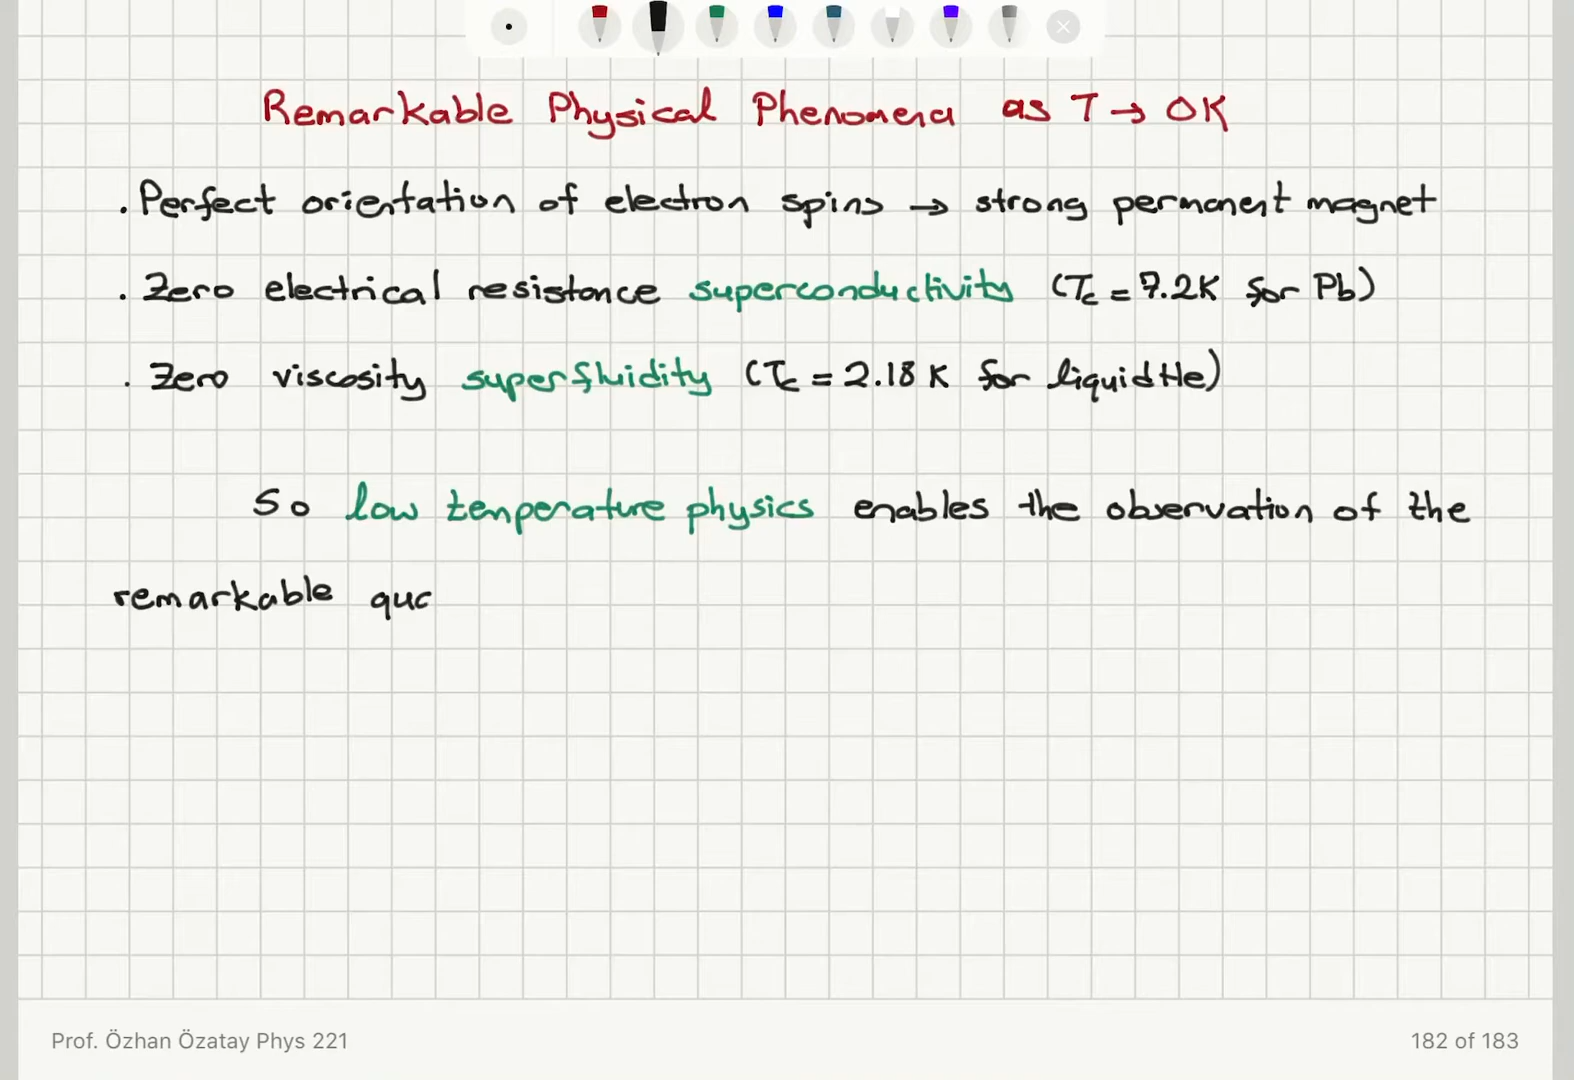 Remarkable Physical Phenomena as T → 0K
. Perfect orientation of electron spins → strong permanent magnet
. Zero electrical resistance superconductivity (Tc = 7.2K for Pb)
. Zero viscosity superfluidity (Tc = 2.18 K for liquid He)
So low temperature physics enables the observation of the
remarkable qua
Prof. Özhan Özatay Phys 221
182 of 183